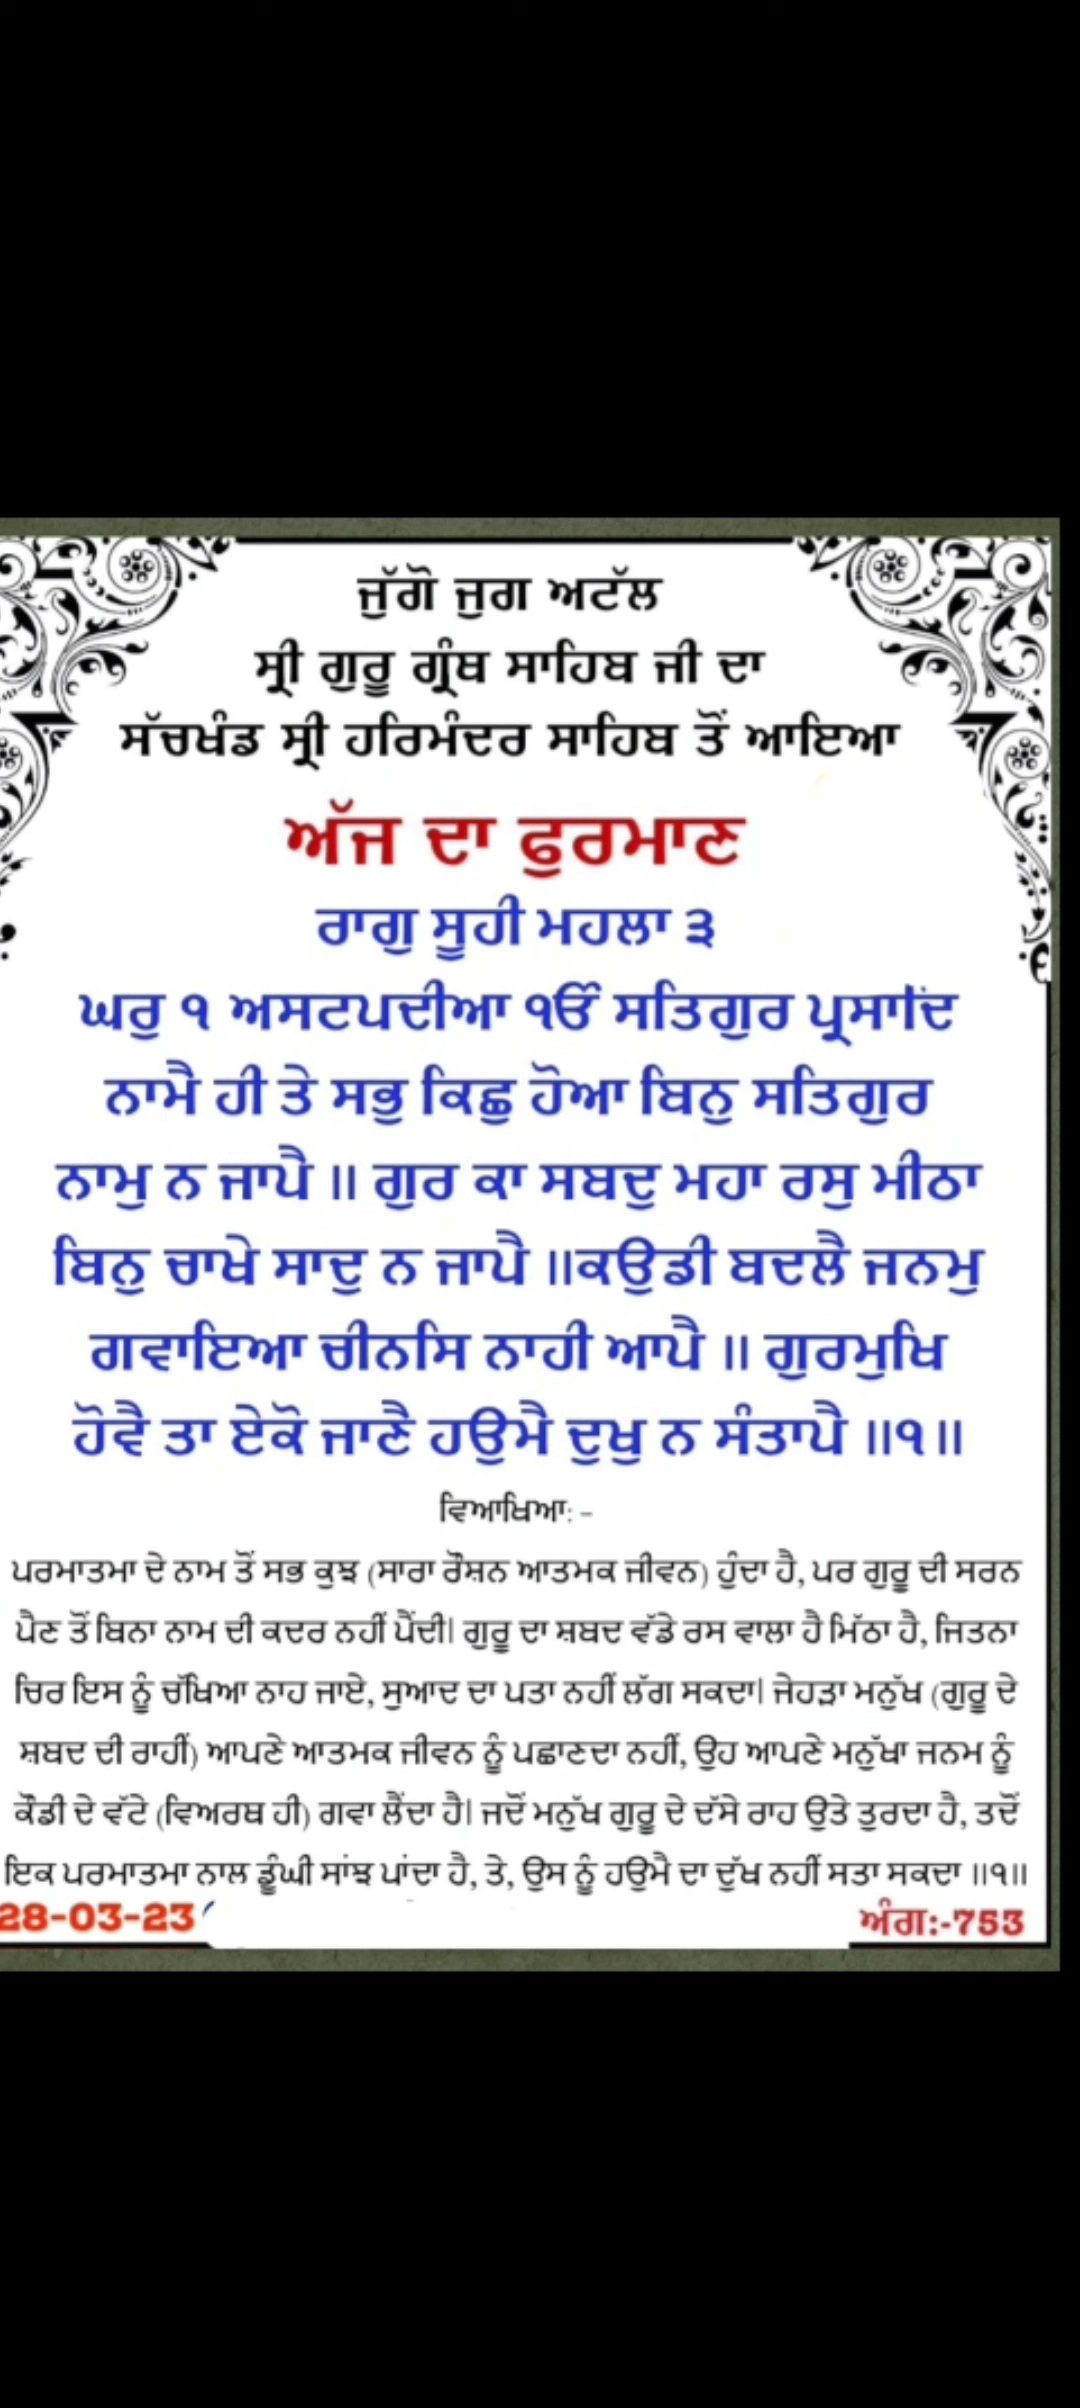 ਜੁੱਗੋ ਜੁਗ ਅਟੱਲ
ਸ੍ਰੀ ਗੁਰੂ ਗ੍ਰੰਥ ਸਾਹਿਬ ਜੀ ਦਾ
ਸੱਚਖੰਡ ਸ੍ਰੀ ਹਰਿਮੰਦਰ ਸਾਹਿਬ ਤੋਂ ਆਇਆ
ਅੱਜ ਦਾ ਫੁਰਮਾਣ
ਰਾਗੁ ਸੂਹੀ ਮਹਲਾ ੩
ਘਰੁ ੧ ਅਸਟਪਦੀਆ ੴ ਸਤਿਗੁਰ ਪ੍ਰਸਾਦਿ
ਨਾਮੈ ਹੀ ਤੇ ਸਭੁ ਕਿਛੁ ਹੋਆ ਬਿਨੁ ਸਤਿਗੁਰ
ਨਾਮੁ ਨ ਜਾਪੈ ॥ ਗੁਰ ਕਾ ਸਬਦੁ ਮਹਾ ਰਸੁ ਮੀਠਾ
ਬਿਨੁ ਚਾਖੇ ਸਾਦੁ ਨ ਜਾਪੈ ॥ਕਉਡੀ ਬਦਲੈ ਜਨਮੁ
ਗਵਾਇਆ ਚੀਨਸਿ ਨਾਹੀ ਆਪੈ ॥ ਗੁਰਮੁਖਿ
ਹੋਵੈ ਤਾ ਏਕੋ ਜਾਣੈ ਹਉਮੈ ਦੁਖੁ ਨ ਸੰਤਾਪੈ ॥੧॥
ਵਿਆਖਿਆ: -
ਪਰਮਾਤਮਾ ਦੇ ਨਾਮ ਤੋਂ ਸਭ ਕੁਝ (ਸਾਰਾ ਰੌਸ਼ਨ ਆਤਮਕ ਜੀਵਨ) ਹੁੰਦਾ ਹੈ, ਪਰ ਗੁਰੂ ਦੀ ਸਰਨ
ਪੈਣ ਤੋਂ ਬਿਨਾ ਨਾਮ ਦੀ ਕਦਰ ਨਹੀਂ ਪੈਂਦੀ। ਗੁਰੂ ਦਾ ਸ਼ਬਦ ਵੱਡੇ ਰਸ ਵਾਲਾ ਹੈ ਮਿੱਠਾ ਹੈ, ਜਿਤਨਾ
ਚਿਰ ਇਸ ਨੂੰ ਚੱਖਿਆ ਨਾਹ ਜਾਏ, ਸੁਆਦ ਦਾ ਪਤਾ ਨਹੀਂ ਲੱਗ ਸਕਦਾ। ਜੇਹੜਾ ਮਨੁੱਖ (ਗੁਰੂ ਦੇ
ਸ਼ਬਦ ਦੀ ਰਾਹੀਂ) ਆਪਣੇ ਆਤਮਕ ਜੀਵਨ ਨੂੰ ਪਛਾਣਦਾ ਨਹੀਂ, ਉਹ ਆਪਣੇ ਮਨੁੱਖਾ ਜਨਮ ਨੂੰ
ਕੌਡੀ ਦੇ ਵੱਟੇ (ਵਿਅਰਥ ਹੀ) ਗਵਾ ਲੈਂਦਾ ਹੈ। ਜਦੋਂ ਮਨੁੱਖ ਗੁਰੂ ਦੇ ਦੱਸੇ ਰਾਹ ਉਤੇ ਤੁਰਦਾ ਹੈ, ਤਦੋਂ
ਇਕ ਪਰਮਾਤਮਾ ਨਾਲ ਡੂੰਘੀ ਸਾਂਝ ਪਾਂਦਾ ਹੈ, ਤੇ, ਉਸ ਨੂੰ ਹਉਮੈ ਦਾ ਦੁੱਖ ਨਹੀਂ ਸਤਾ ਸਕਦਾ ॥੧॥
28-03-23
ਅੰਗ:-753